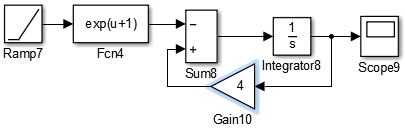 exp(u+1)
Ramp7
Fcn4
−
+
Sum8
1
s
Integrator8
Scope9
4
Gain10